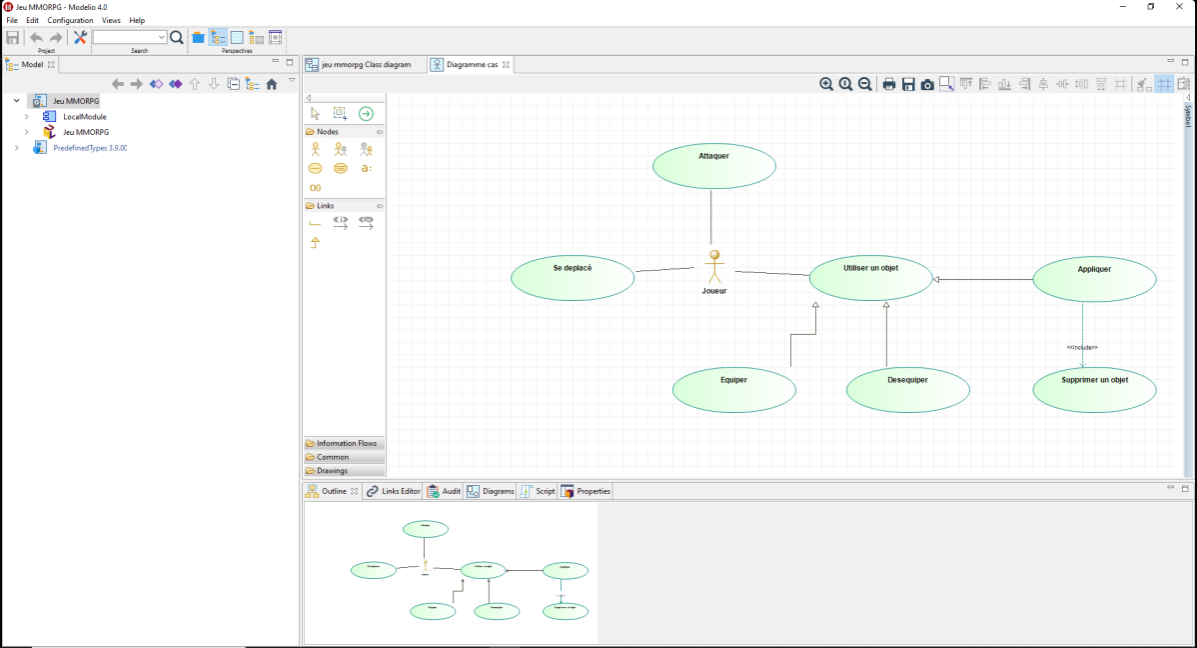 Jeu MMORPG - Modelio 4.0
File Edit Configuration Views Help
Project Search Perspectives
Model
Jeu MMORPG
LocalModule
Jeu MMORPG
PredefinedTypes 3.9.00
jeu mmorpg Class diagram
Diagramme cas
Nodes
a:
Links
Information Flows
Common
Drawings
Symbol
Attaquer
Se deplacé
Joueur
Utiliser un objet
Appliquer
<<include>>
Equiper
Desequiper
Supprimer un objet
Outline Links Editor Audit Diagrams Script Properties